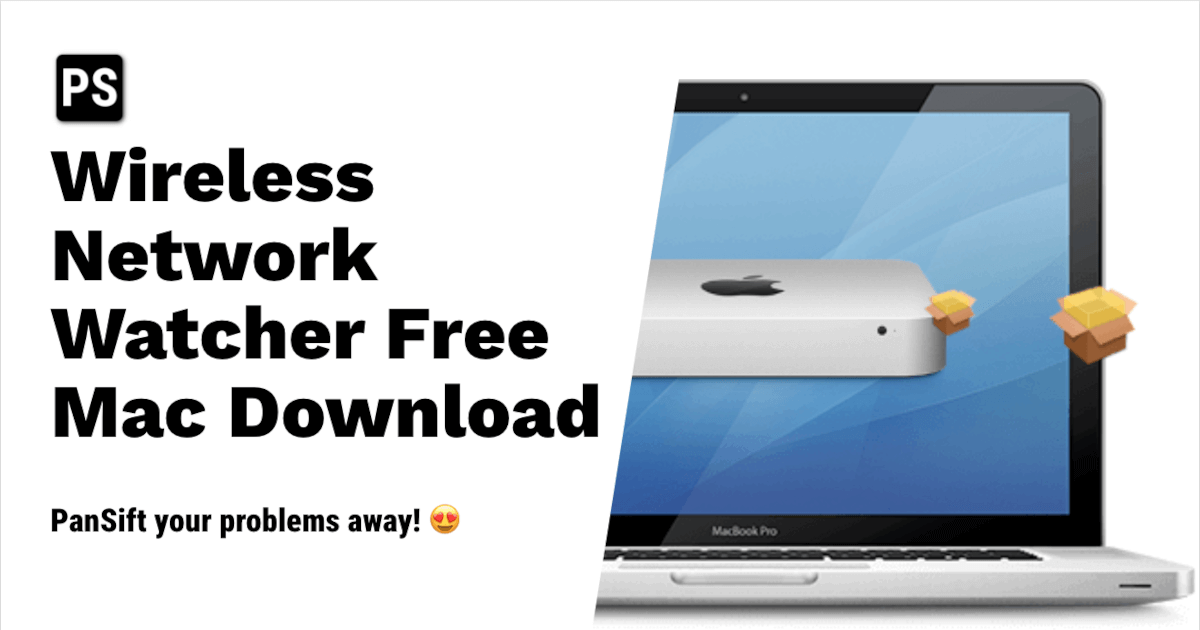 PS
Wireless
Network
Watcher Free
Mac Download
PanSift your problems away! 😍
MacBook Pro